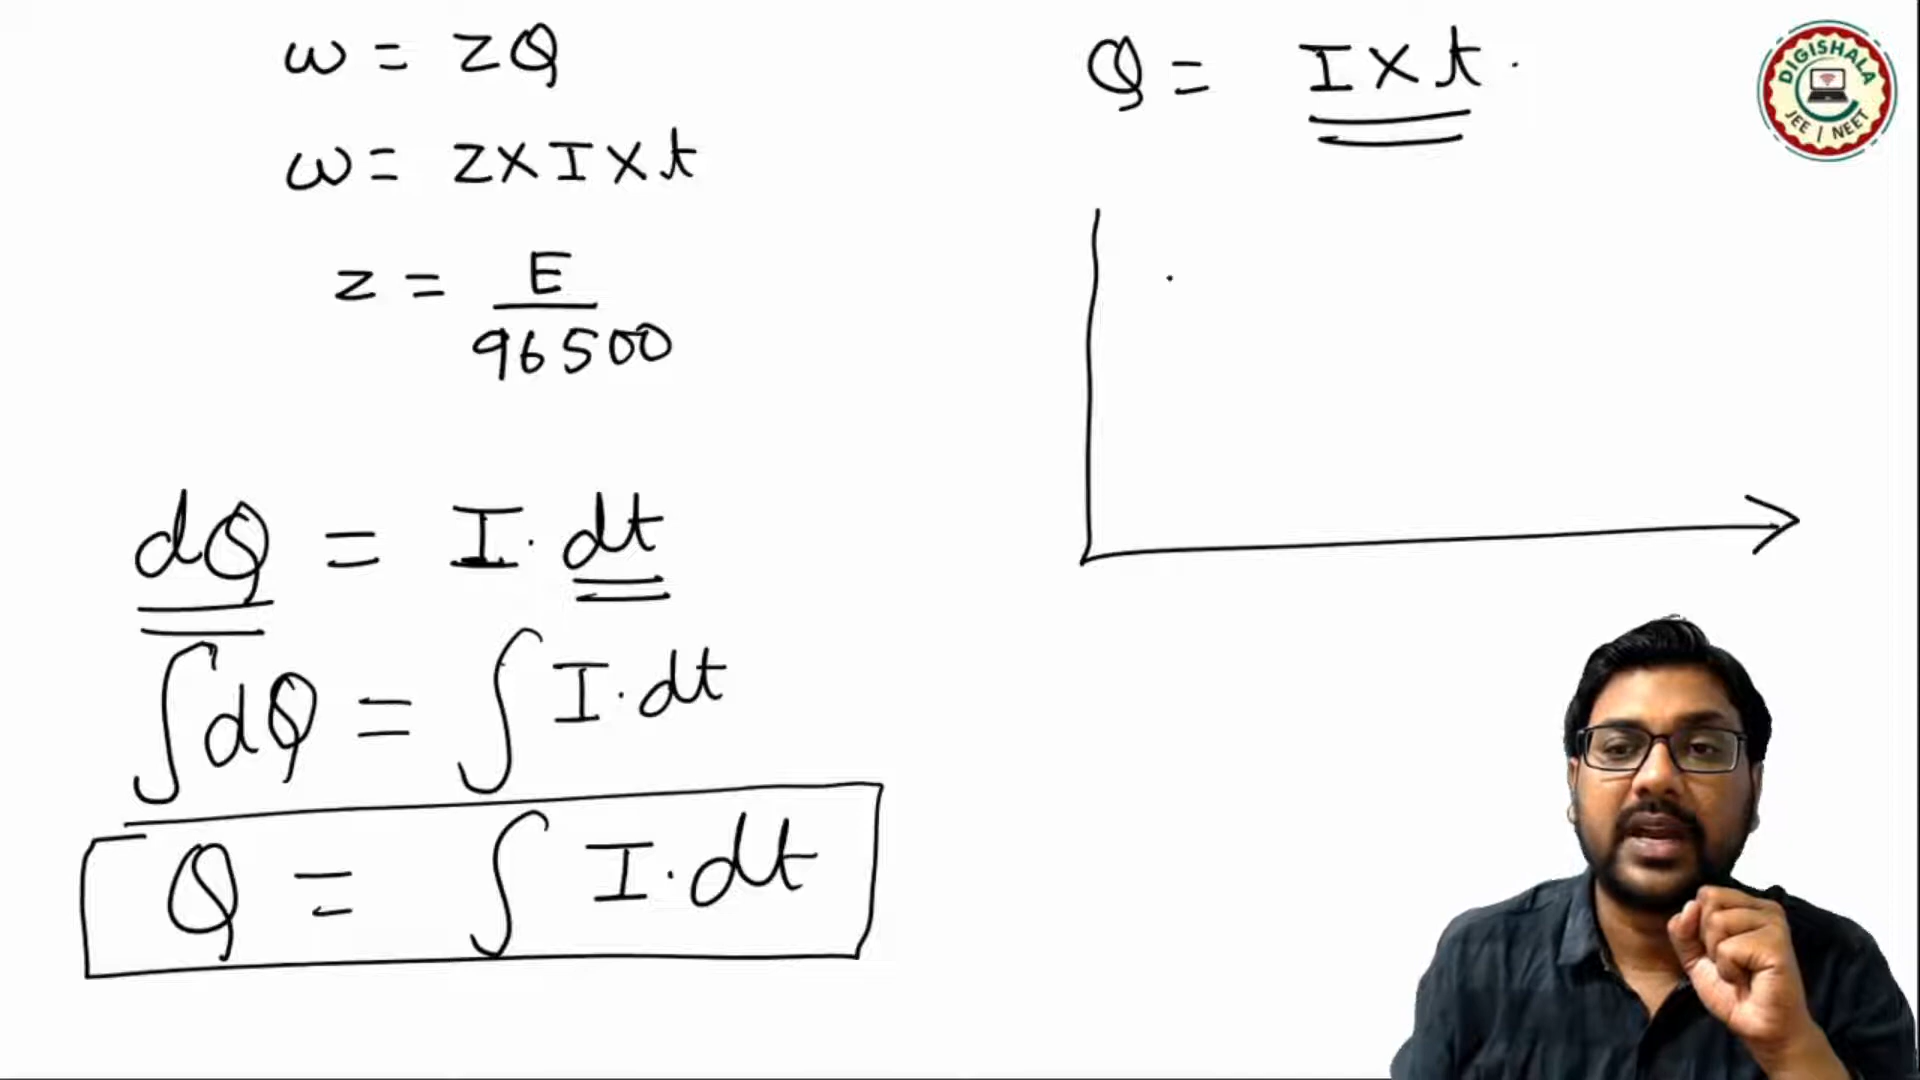 w = ZQ
w = Z×I×t
Z = E
96500
dQ = I·dt
∫dQ = ∫I·dt
Q = ∫I·dt
Q = I×t·
DIGISHALA
JEE | NEET